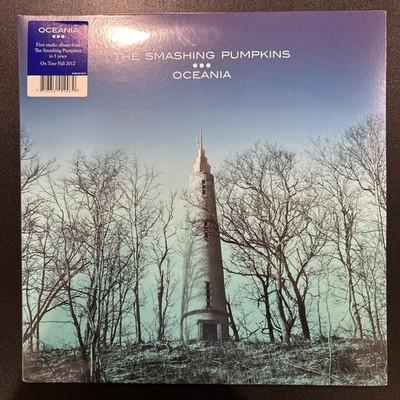 OCEANIA
First studio album from
The Smashing Pumpkins
in 5 years
On Tour Fall 2012
THE SMASHING PUMPKINS
OCEANIA